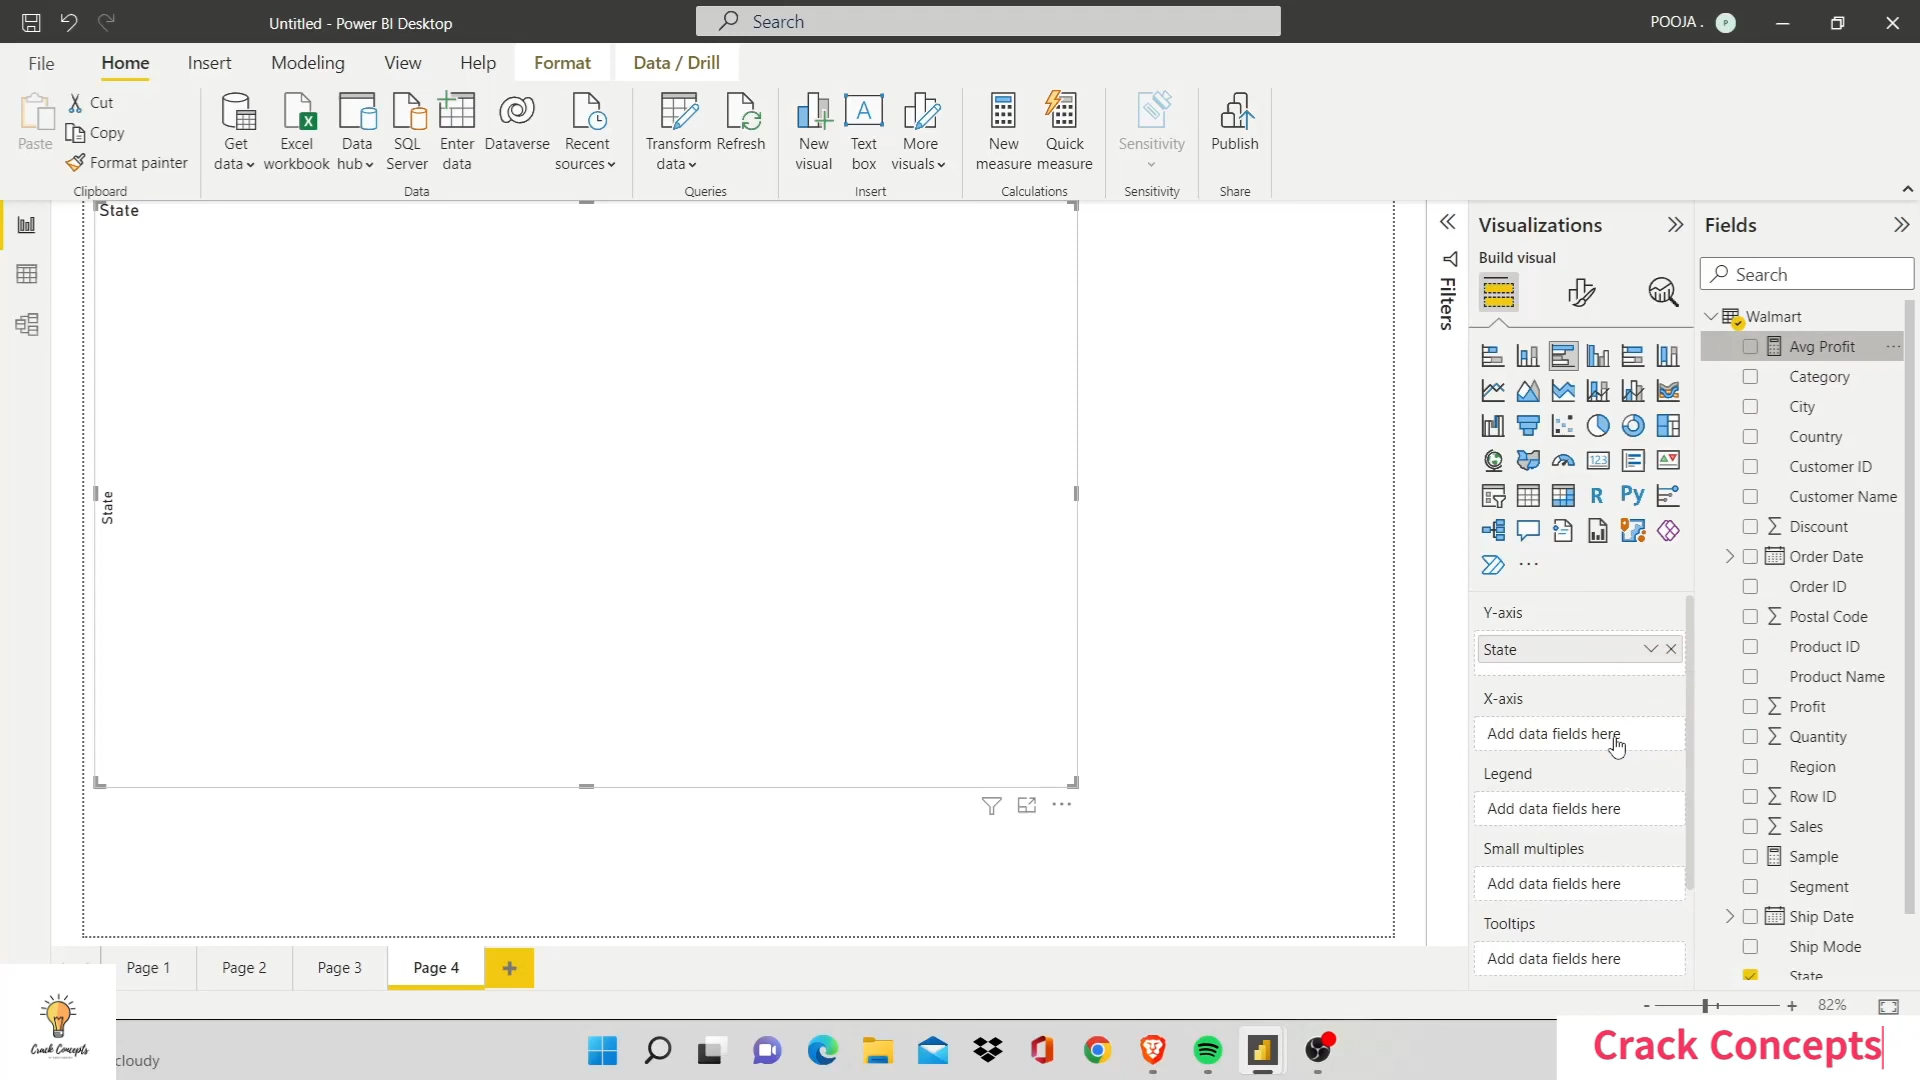 Untitled - Power BI Desktop
Search
POOJA .
P
File
Home
Insert
Modeling
View
Help
Format
Data / Drill
Paste
Cut
Copy
Format painter
Clipboard
Get data
Excel workbook
Data hub
SQL Server
Enter data
Dataverse
Recent sources
Data
Transform data
Refresh
Queries
New visual
Text box
More visuals
Insert
New measure
Quick measure
Calculations
Sensitivity
Sensitivity
Publish
Share
State
State
Filters
Visualizations
Build visual
123
R
Py
Y-axis
State
X-axis
Add data fields here
Legend
Add data fields here
Small multiples
Add data fields here
Tooltips
Add data fields here
Fields
Search
Walmart
Avg Profit
Category
City
Country
Customer ID
Customer Name
Discount
Order Date
Order ID
Postal Code
Product ID
Product Name
Profit
Quantity
Region
Row ID
Sales
Sample
Segment
Ship Date
Ship Mode
State
Page 1
Page 2
Page 3
Page 4
82%
Crack Concepts
cloudy
Crack Concepts